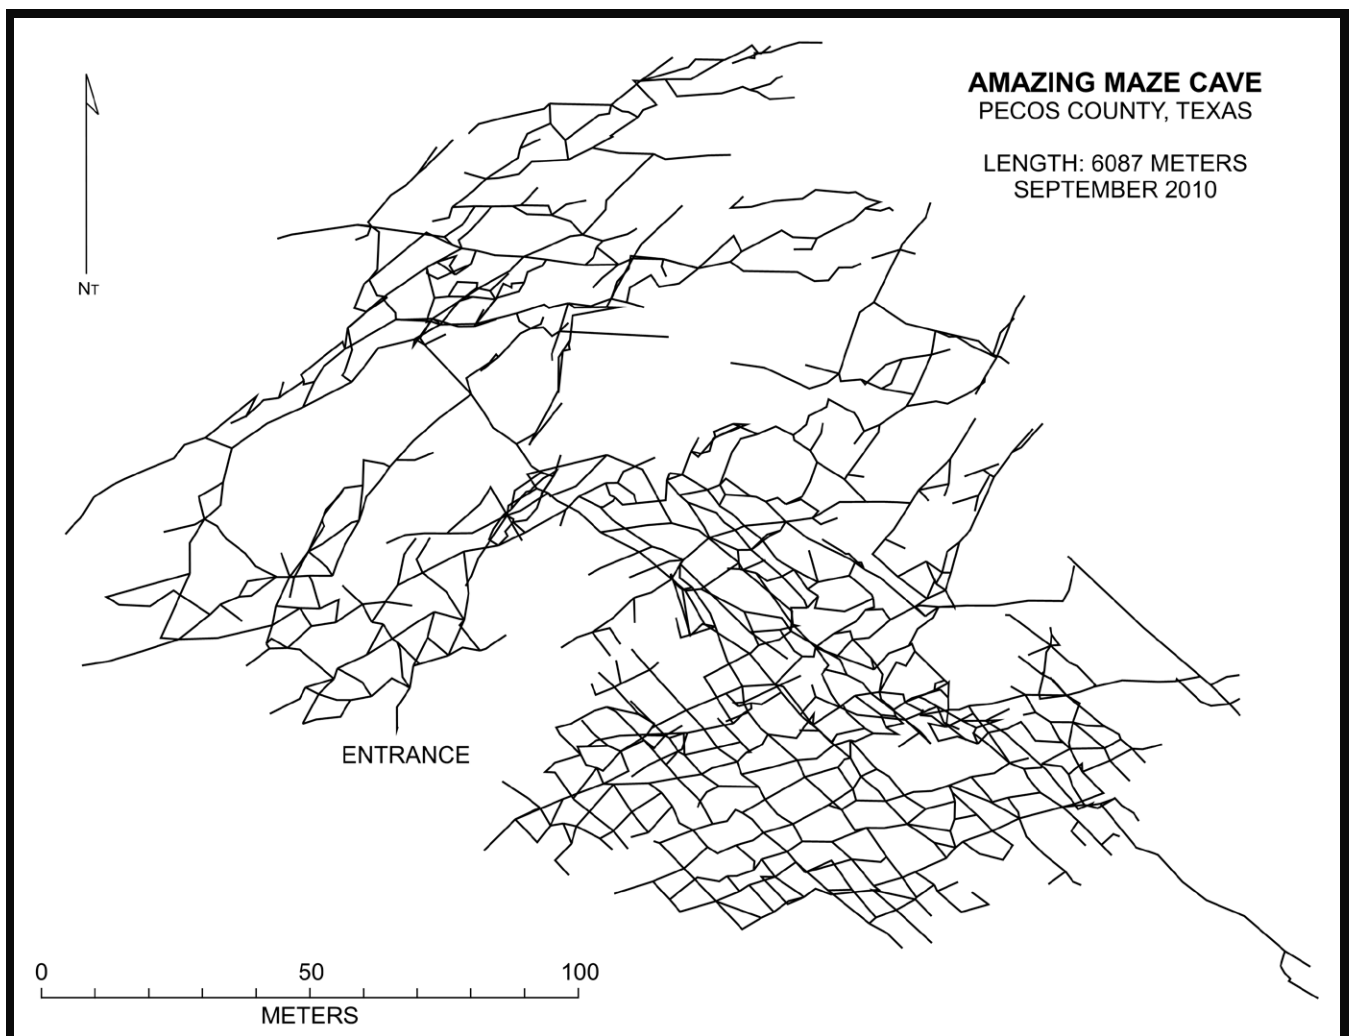 AMAZING MAZE CAVE
PECOS COUNTY, TEXAS
LENGTH: 6087 METERS
SEPTEMBER 2010
NT
ENTRANCE
0 50 100
METERS